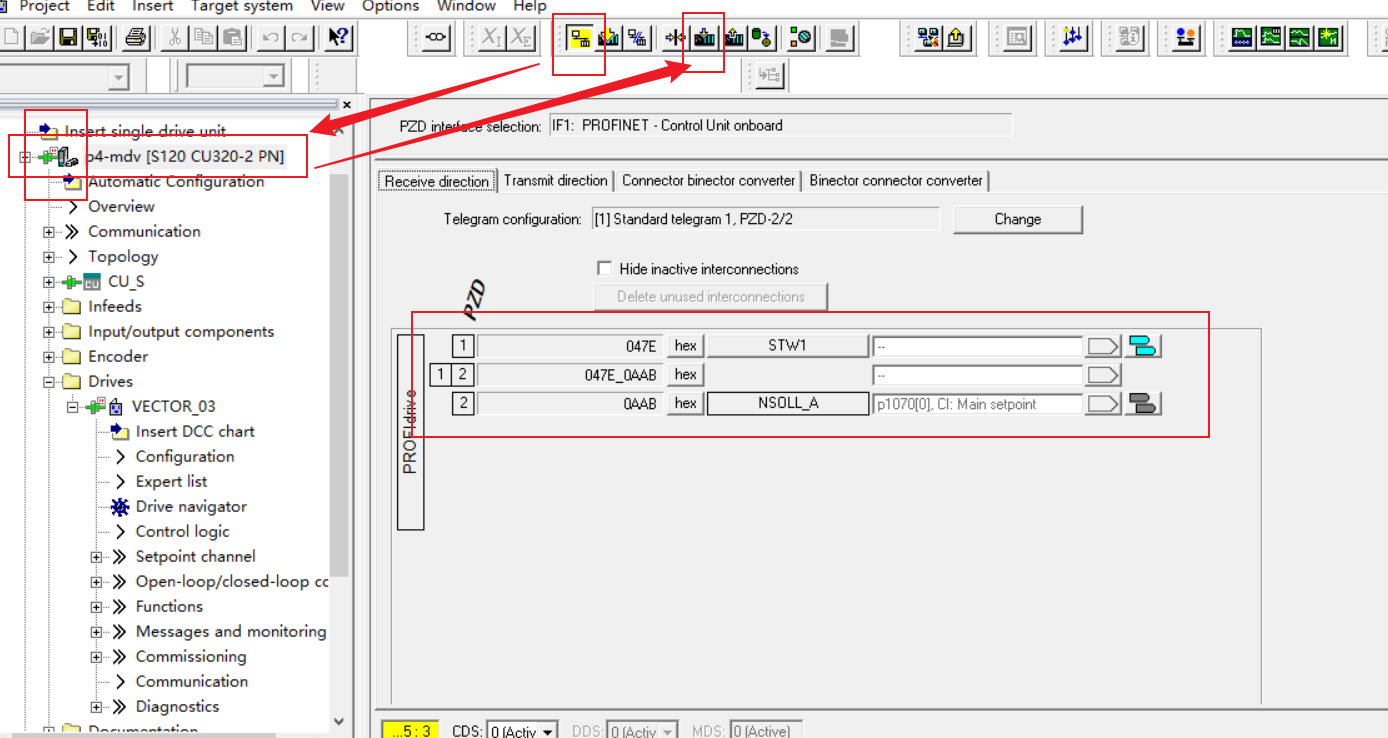 Project Edit Insert Target system View Options Window Help
Insert single drive unit
p4-mdv [S120 CU320-2 PN]
Automatic Configuration
Overview
Communication
Topology
CU_S
Infeeds
Input/output components
Encoder
Drives
VECTOR_03
Insert DCC chart
Configuration
Expert list
Drive navigator
Control logic
Setpoint channel
Open-loop/closed-loop cc
Functions
Messages and monitoring
Commissioning
Communication
Diagnostics
Documentation
PZD interface selection: IF1: PROFINET - Control Unit onboard
Receive direction Transmit direction Connector binector converter Binector connector converter
Telegram configuration: [1] Standard telegram 1, PZD-2/2 Change
Hide inactive interconnections
Delete unused interconnections
PZD
PROFIdrive
1 047E hex STW1 --
1 2 047E_0AAB hex --
2 0AAB hex NSOLL_A p1070[0], CI: Main setpoint
...5 : 3 CDS: 0 (Activ DDS: 0 (Activ MDS: 0 (Active)